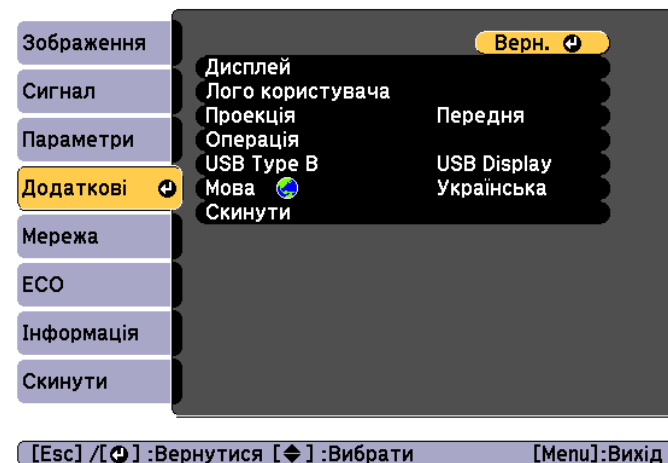 Зображення
Сигнал
Параметри
Додаткові
Мережа
ECO
Інформація
Скинути
Верн.
Дисплей
Лого користувача
Проекція Передня
Операція
USB Type B USB Display
Мова Українська
Скинути
[Esc] /[ ] :Вернутися [ ] :Вибрати [Menu]:Вихід